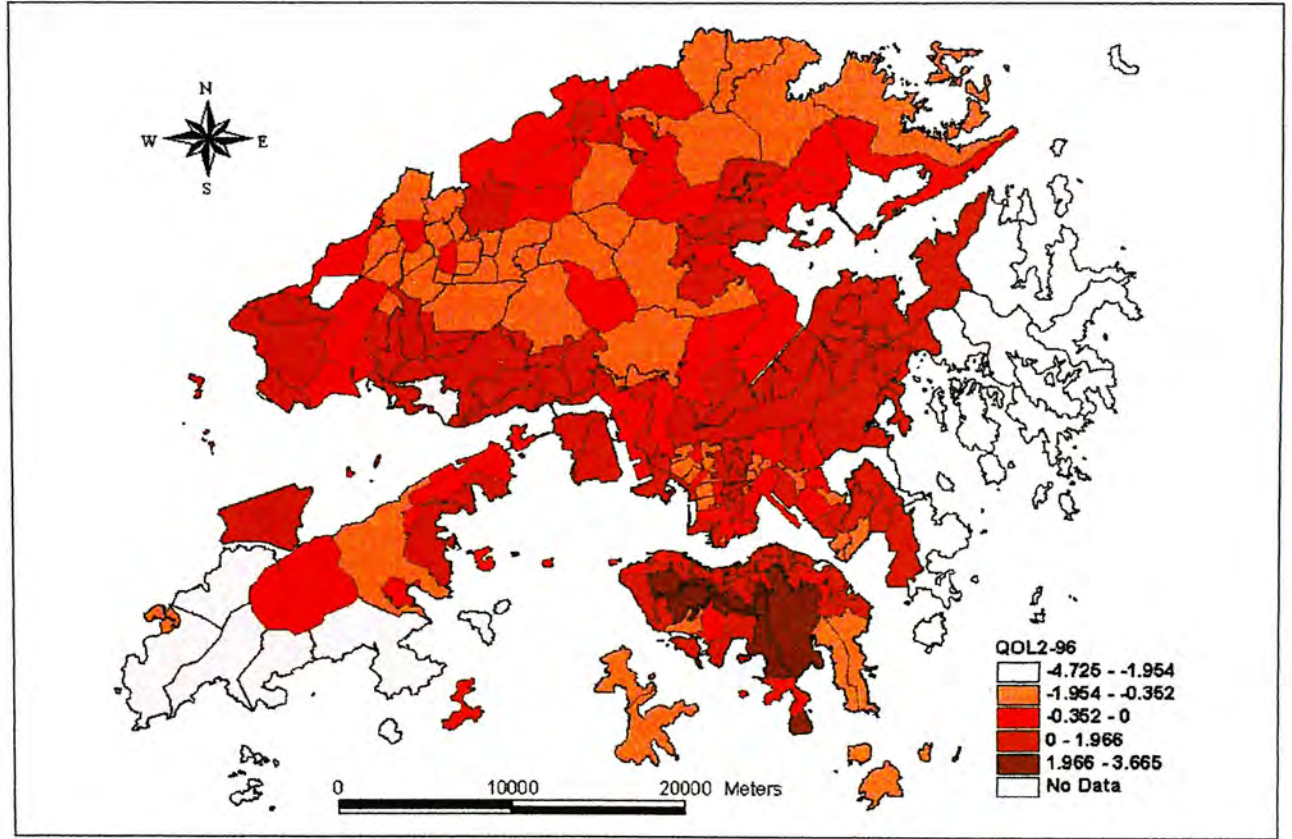 N
W E
S
QOL2-96
-4.725 - -1.954
-1.954 - -0.352
-0.352 - 0
0 - 1.966
1.966 - 3.665
No Data
0 10000 20000 Meters